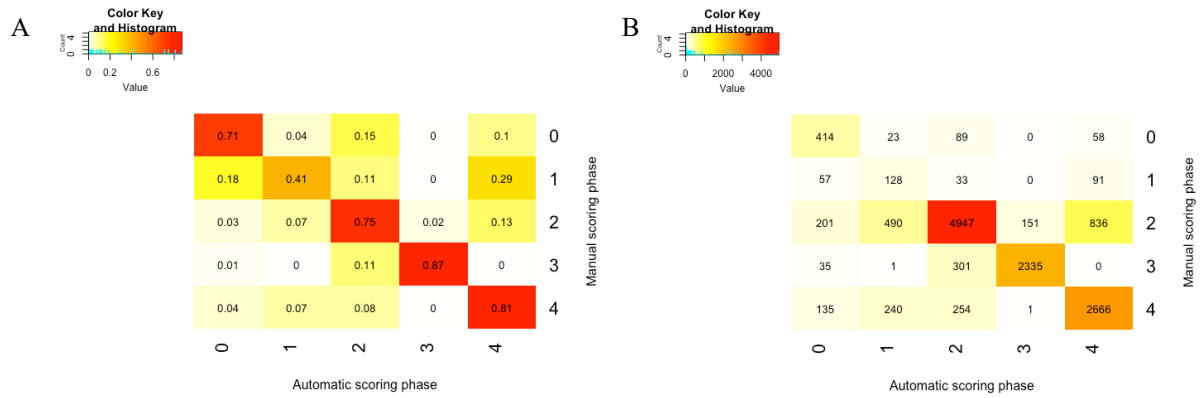 A
Color Key
and Histogram
Count
0 4
0 0.2 0.6
Value
0.71 0.04 0.15 0 0.1 0
0.18 0.41 0.11 0 0.29 1
0.03 0.07 0.75 0.02 0.13 2
0.01 0 0.11 0.87 0 3
0.04 0.07 0.08 0 0.81 4
Manual scoring phase
0 1 2 3 4
Automatic scoring phase
B
Color Key
and Histogram
Count
0 4
0 2000 4000
Value
414 23 89 0 58 0
57 128 33 0 91 1
201 490 4947 151 836 2
35 1 301 2335 0 3
135 240 254 1 2666 4
Manual scoring phase
0 1 2 3 4
Automatic scoring phase